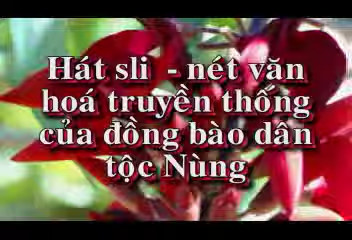 Hát sli - nét văn
hoá truyền thống
của đồng bào dân
tộc Nùng